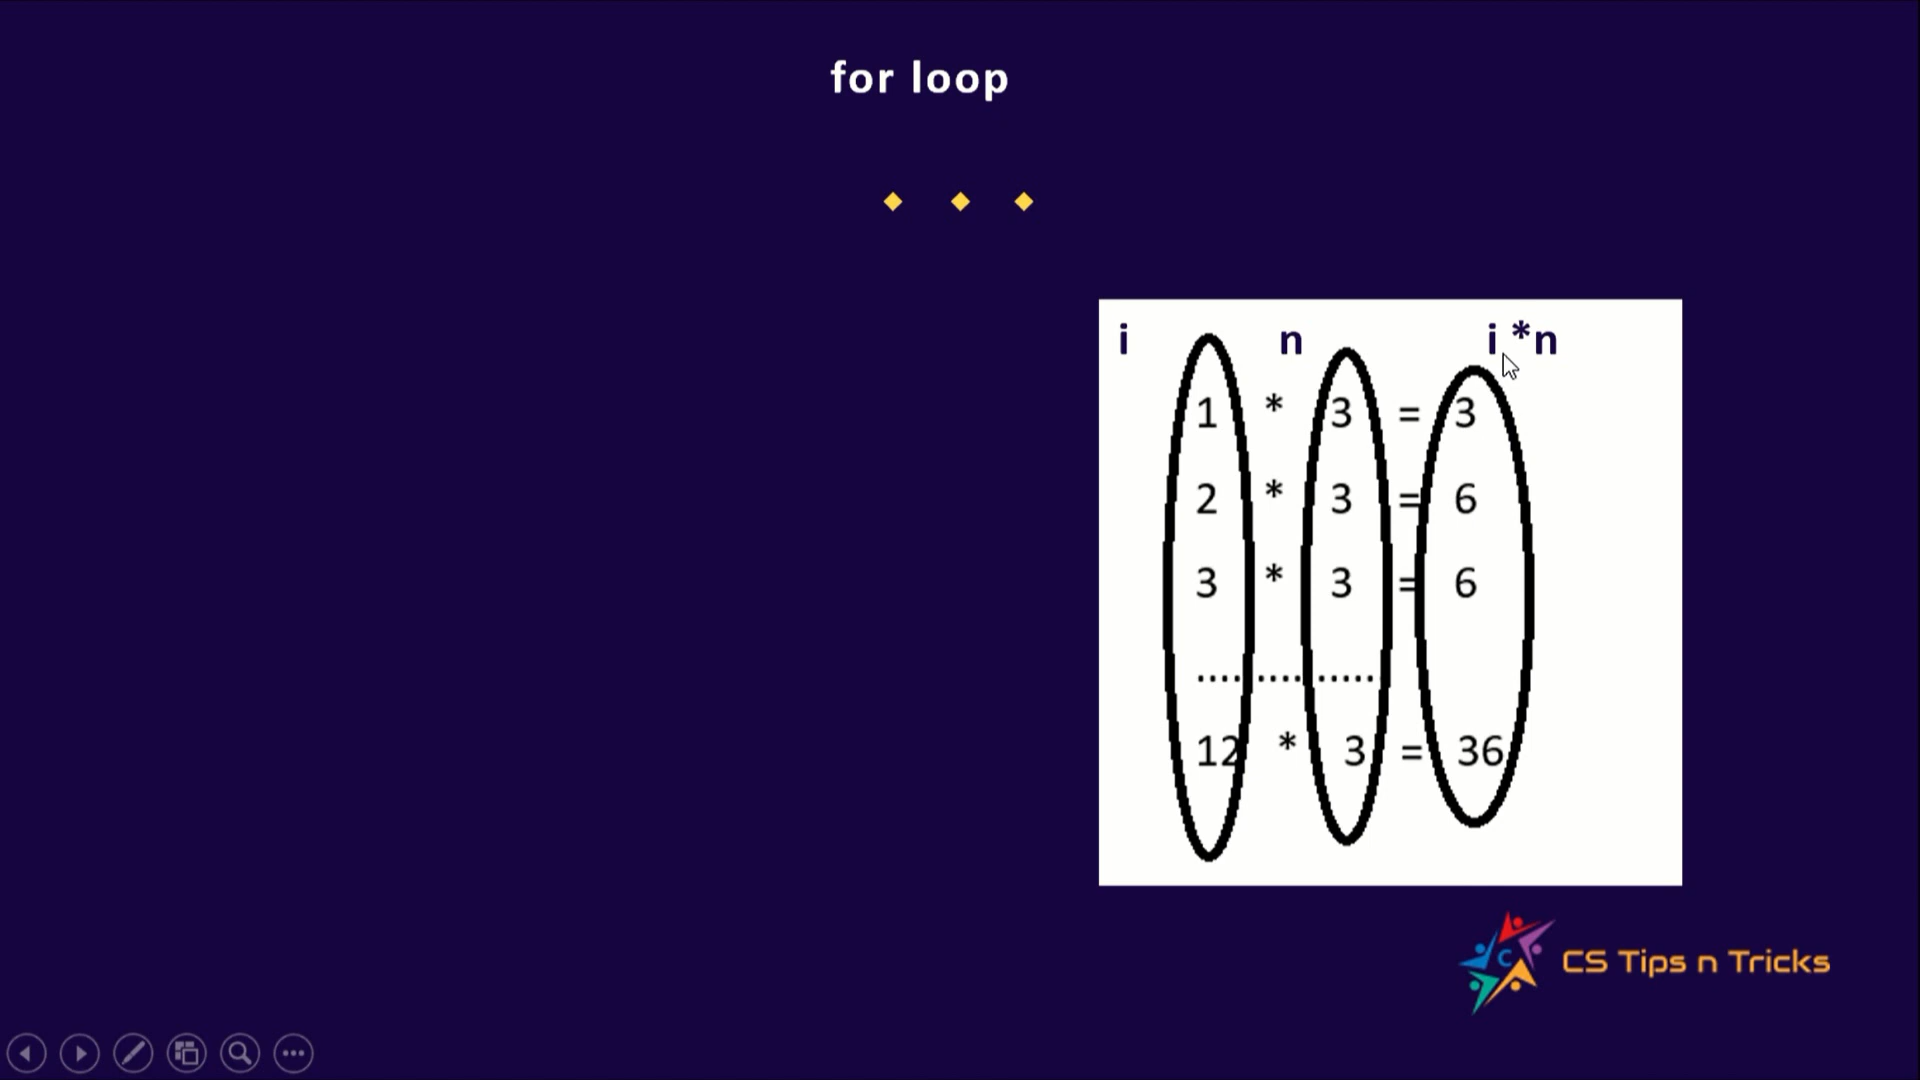 for loop
i n i *n
1 * 3 = 3
2 * 3 = 6
3 * 3 = 6
...............
12 * 3 = 36
CS Tips n Tricks